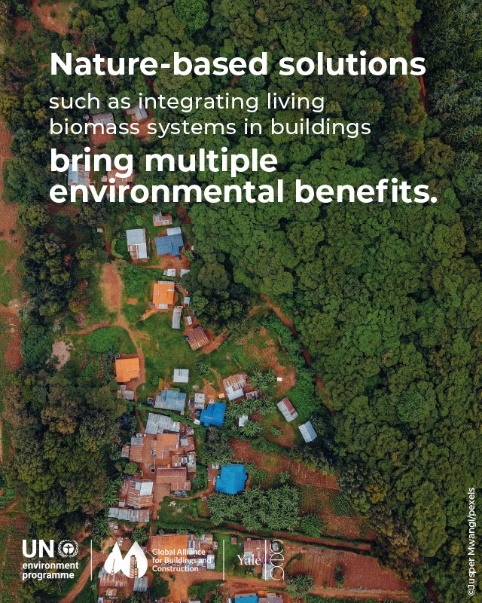 Nature-based solutions
such as integrating living
biomass systems in buildings
bring multiple
environmental benefits.
©Jusper Mwangi/pexels
UN
environment
programme
Global Alliance
for Buildings and
Construction
Yale